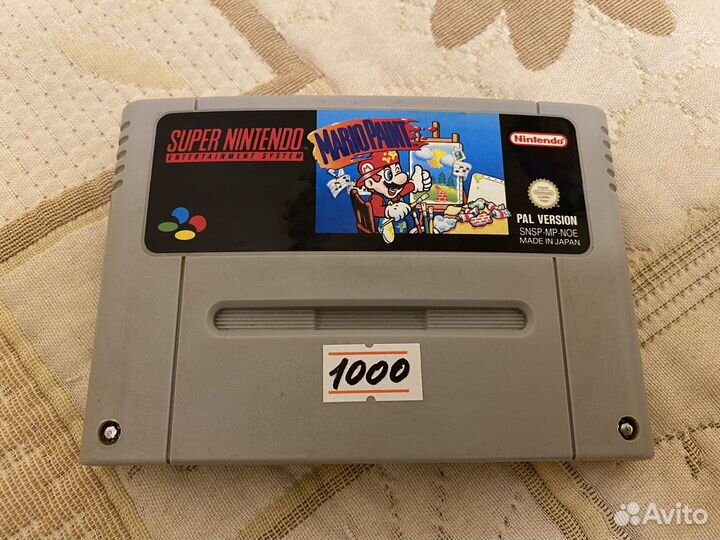 SUPER NINTENDO
ENTERTAINMENT SYSTEM
MARIO PAINT
Nintendo
PAL VERSION
SNSP-MP-NOE
MADE IN JAPAN
1000
Avito